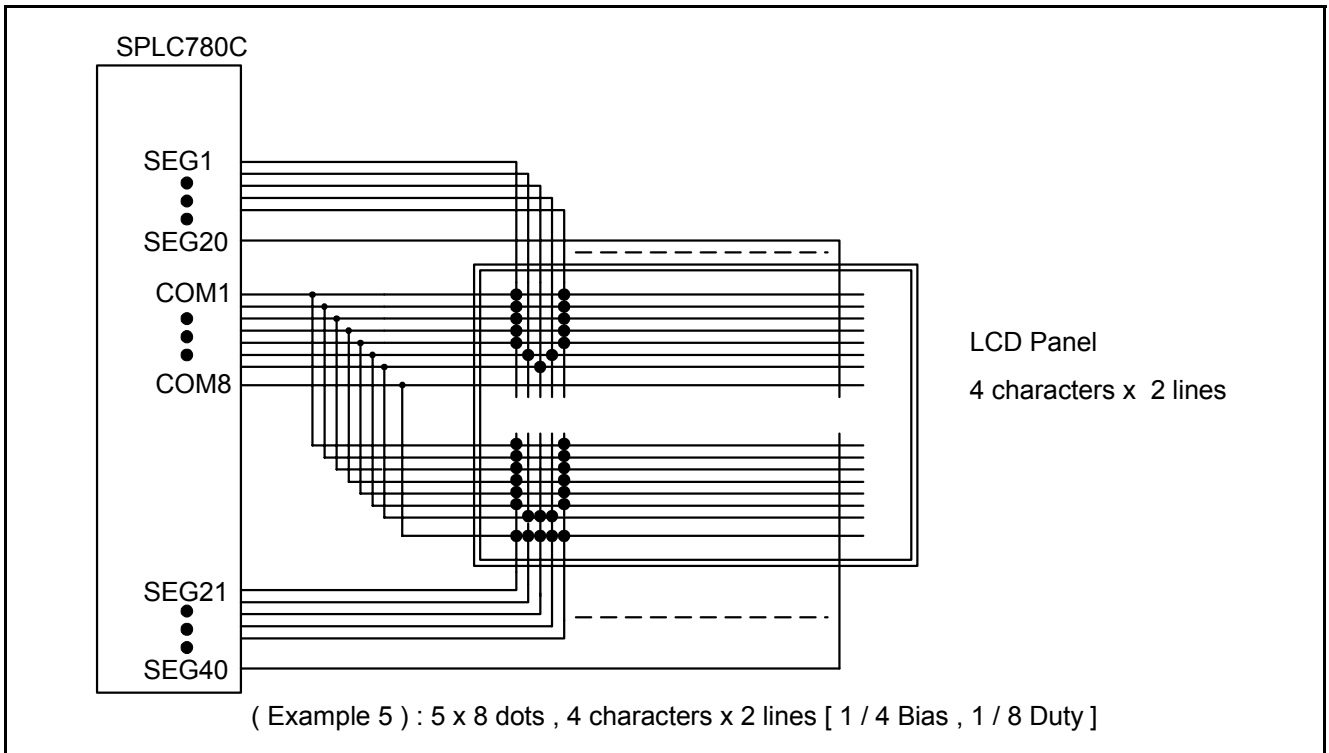 SPLC780C
SEG1
SEG20
COM1
COM8
LCD Panel
4 characters x 2 lines
SEG21
SEG40
( Example 5 ) : 5 x 8 dots , 4 characters x 2 lines [ 1 / 4 Bias , 1 / 8 Duty ]